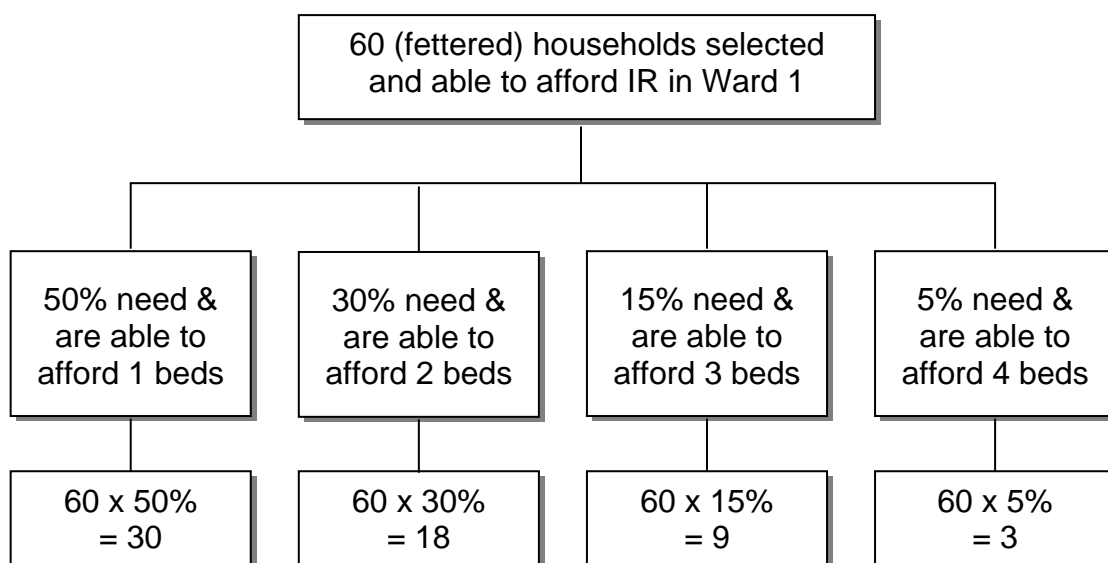 60 (fettered) households selected
and able to afford IR in Ward 1
50% need &
are able to
afford 1 beds
30% need &
are able to
afford 2 beds
15% need &
are able to
afford 3 beds
5% need &
are able to
afford 4 beds
60 x 50%
= 30
60 x 30%
= 18
60 x 15%
= 9
60 x 5%
= 3